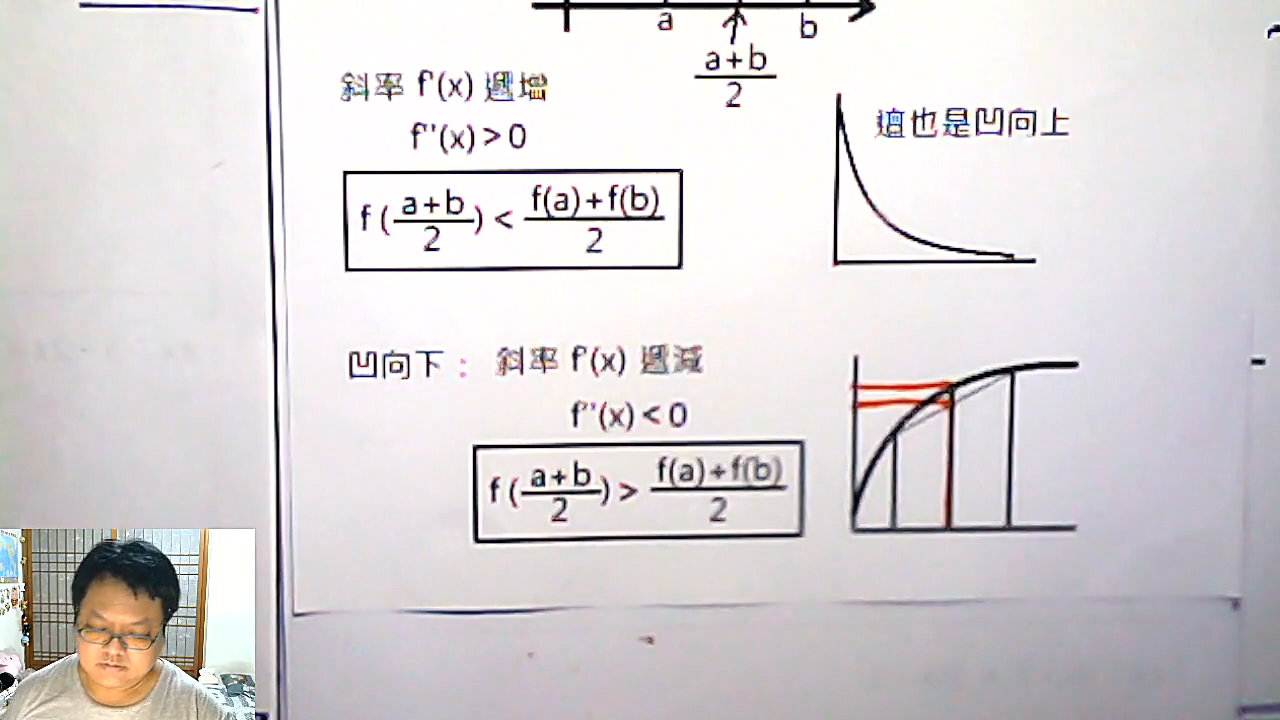 a b
a+b
2
斜率 f'(x) 遞增
f''(x) > 0
f(a+b/2) < f(a)+f(b)/2
這也是凹向上
凹向下： 斜率 f'(x) 遞減
f''(x) < 0
f(a+b/2) > f(a)+f(b)/2